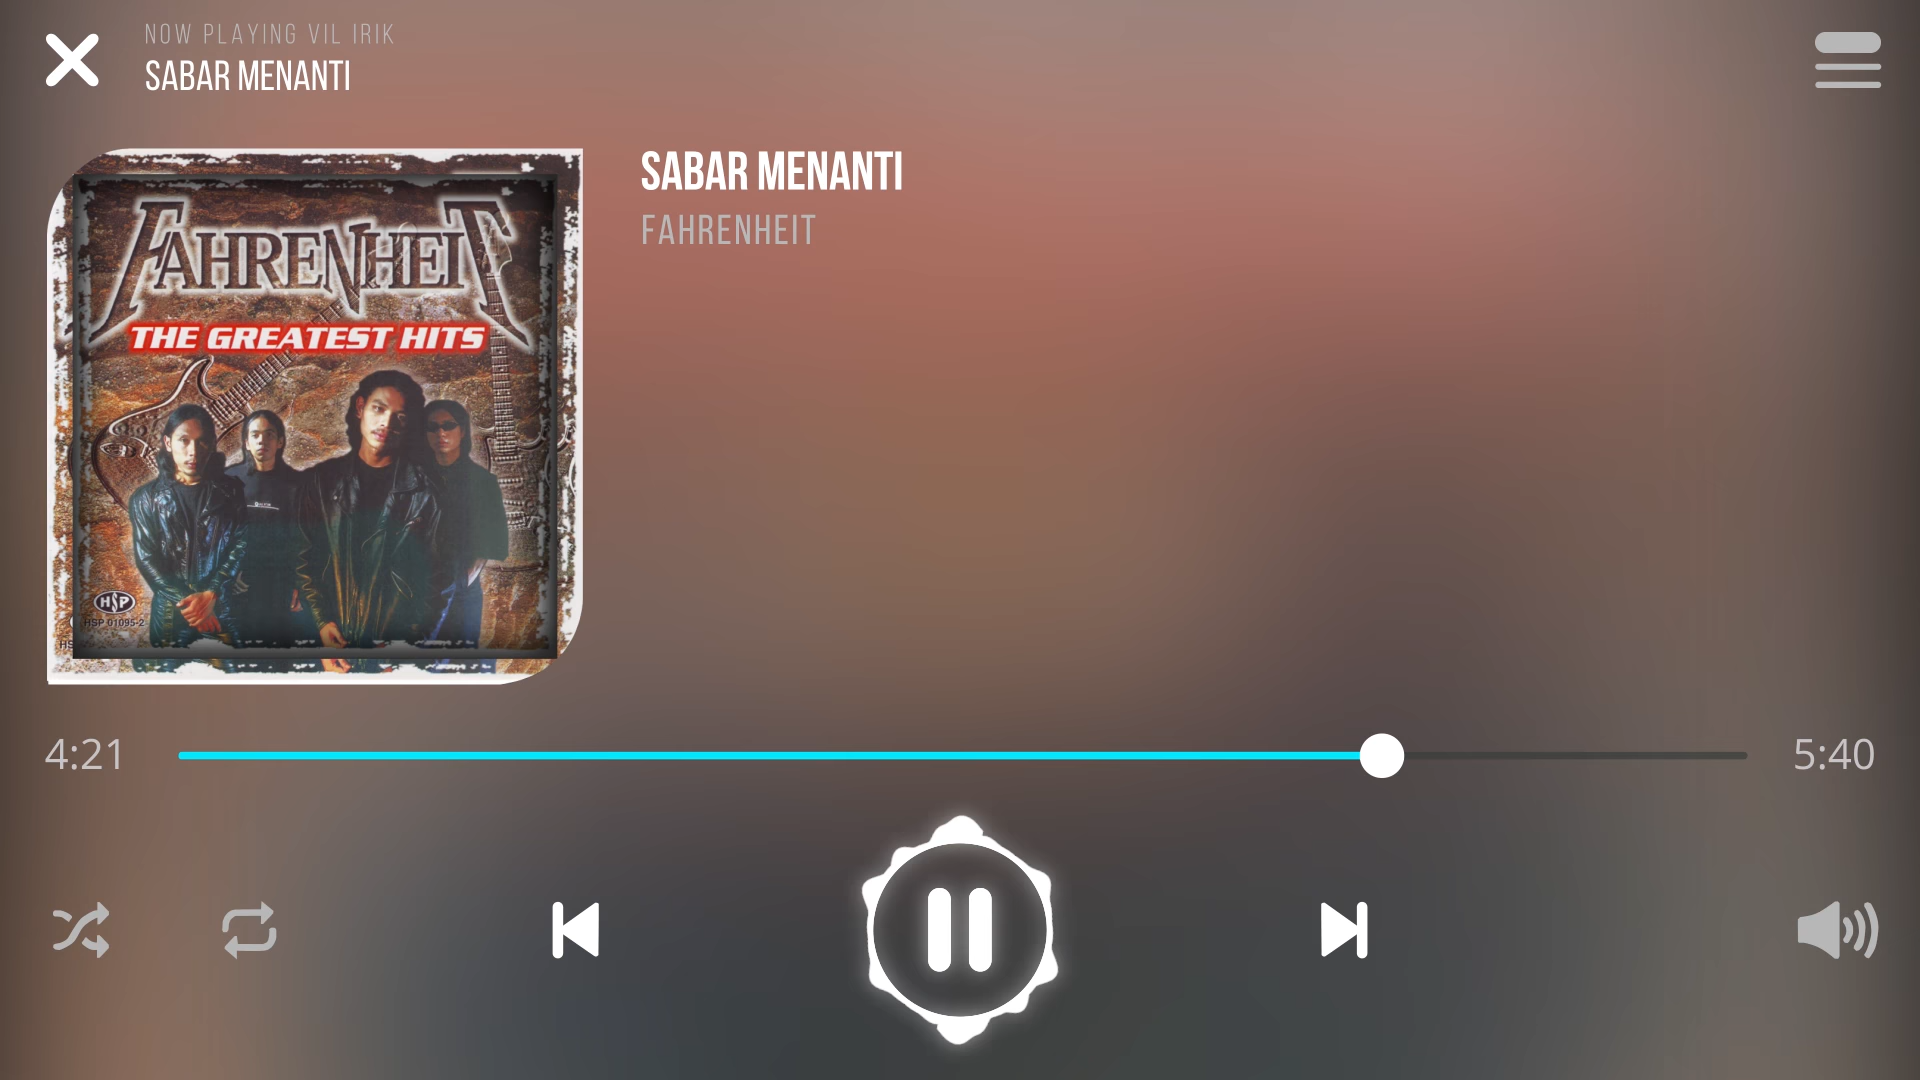 NOW PLAYING VIL IRIK
SABAR MENANTI
SABAR MENANTI
FAHRENHEIT
FAHRENHEIT
THE GREATEST HITS
HSP
HSP 01095-2
4:21
5:40